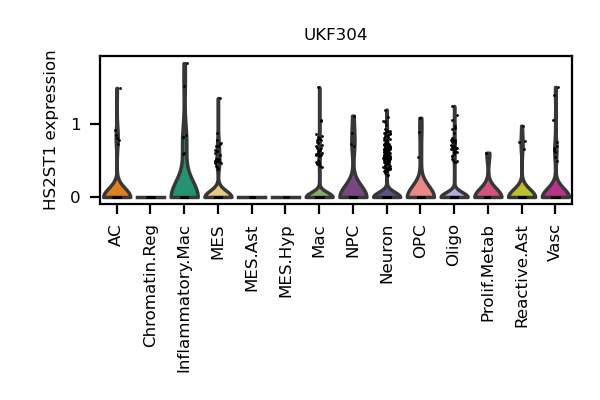 UKF304
HS2ST1 expression
1
0
AC
Chromatin.Reg
Inflammatory.Mac
MES
MES.Ast
MES.Hyp
Mac
NPC
Neuron
OPC
Oligo
Prolif.Metab
Reactive.Ast
Vasc